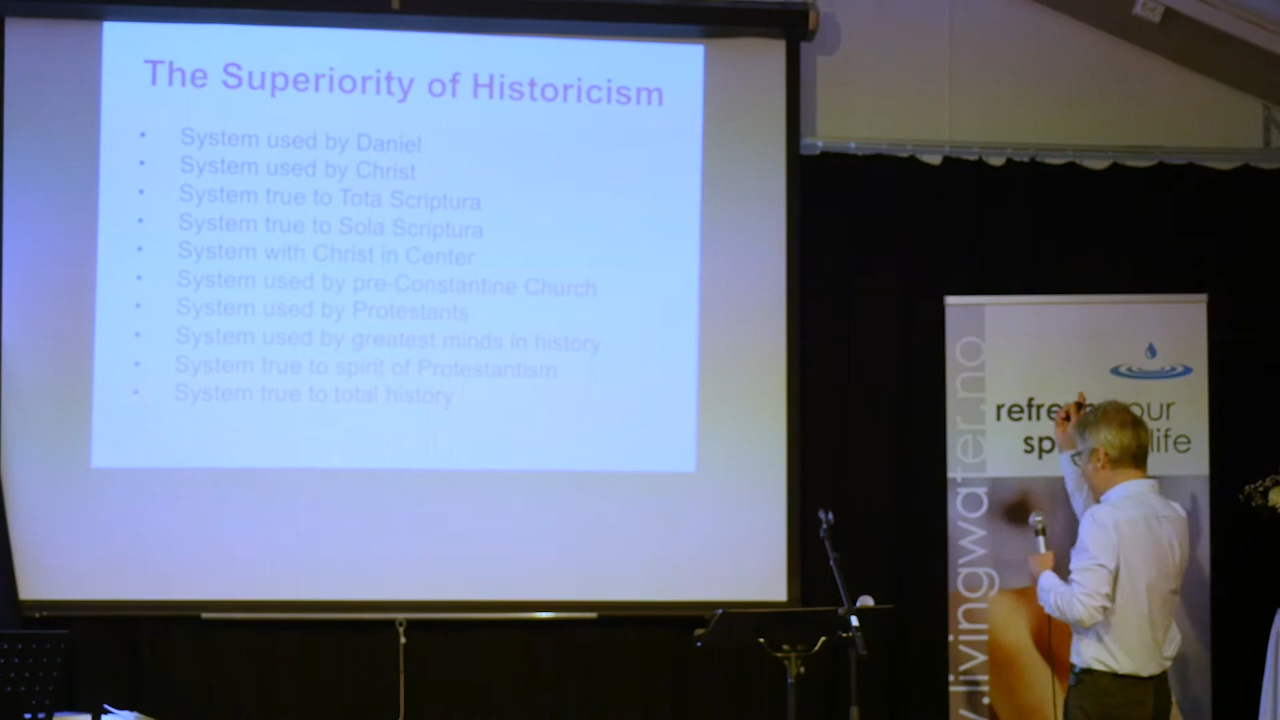 The Superiority of Historicism
• System used by Daniel
• System used by Christ
• System true to Tota Scriptura
• System true to Sola Scriptura
• System with Christ in Center
• System used by pre-Constantine Church
• System used by Protestants
• System used by greatest minds in history
• System true to spirit of Protestantism
• System true to total history
life
.livingwater.no